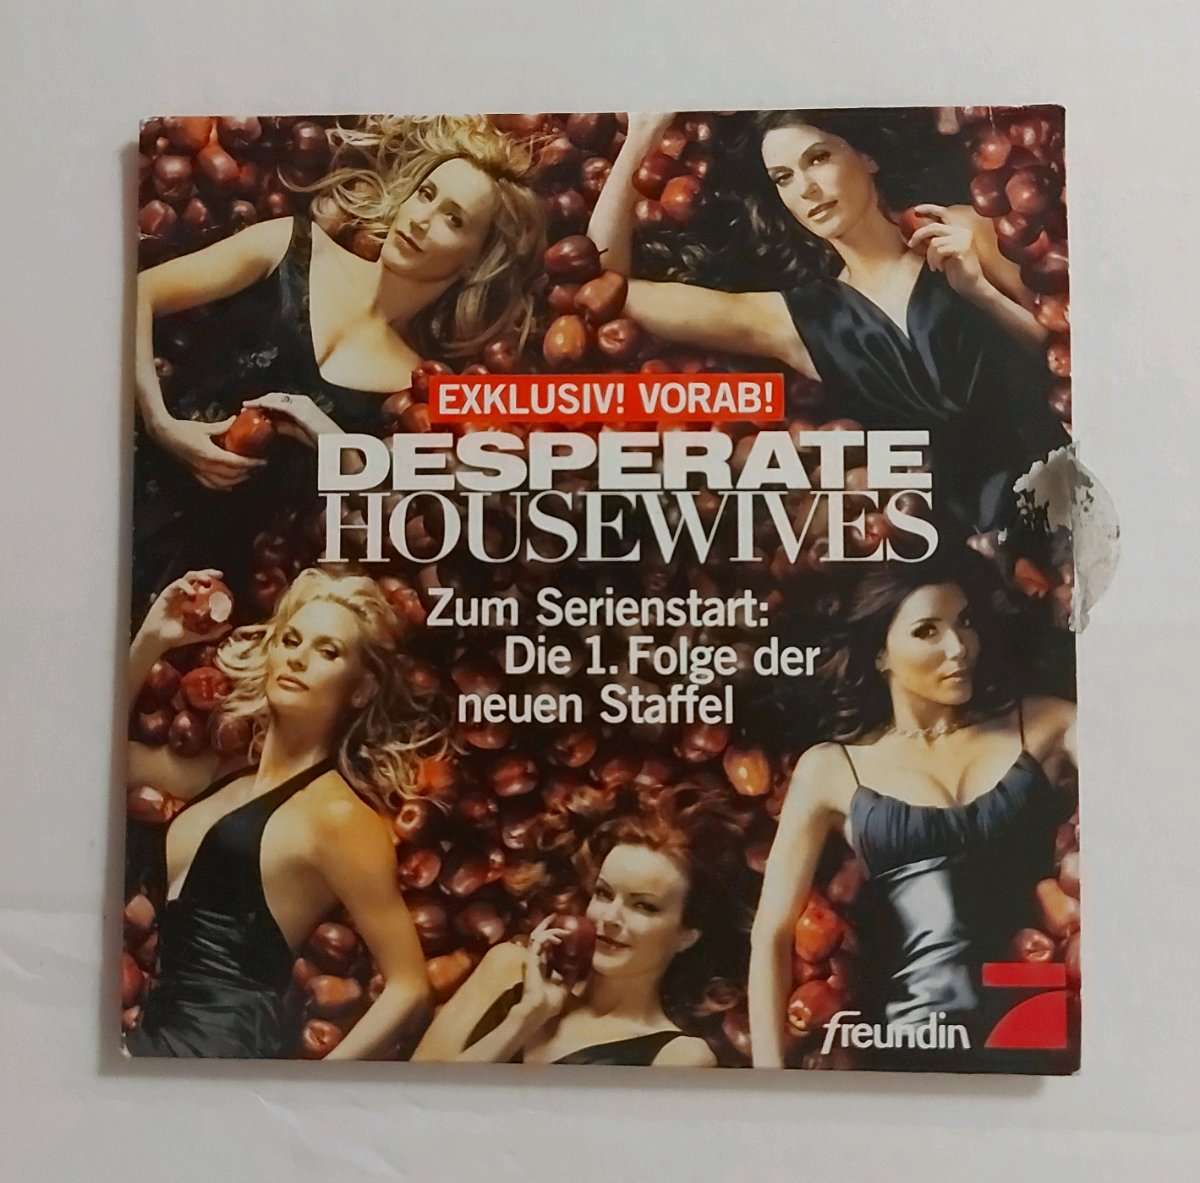 EXKLUSIV! VORAB!
DESPERATE
HOUSEWIVES
Zum Serienstart:
Die 1. Folge der
neuen Staffel
freundin